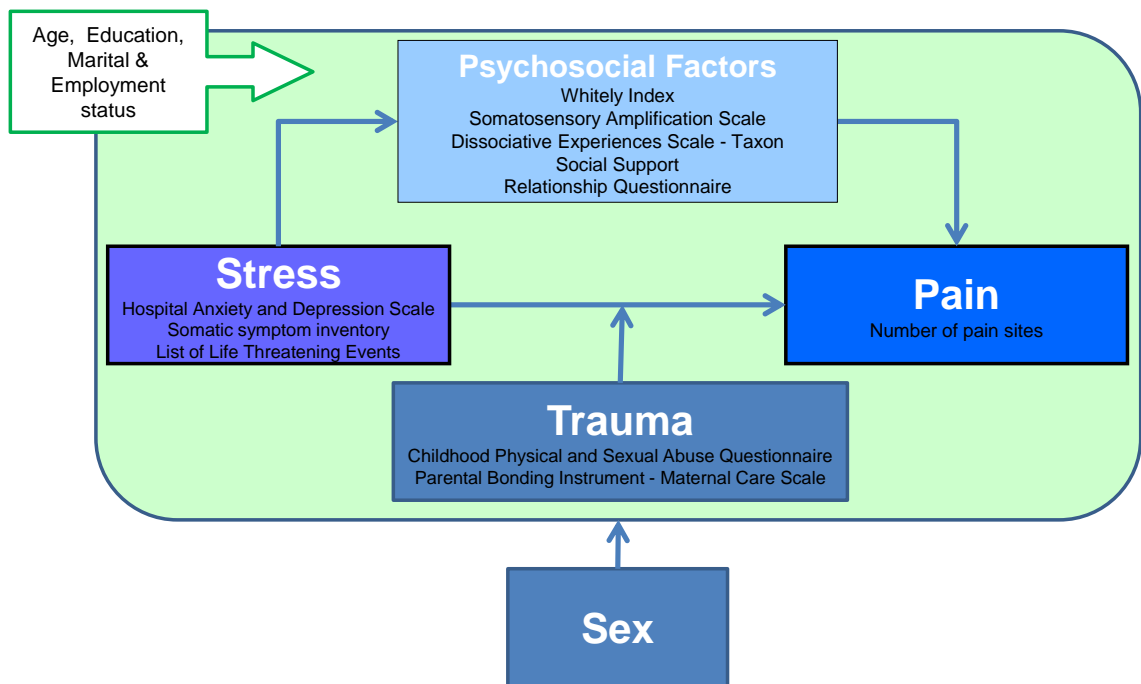 Age, Education,
Marital &
Employment
status
Psychosocial Factors
Whitely Index
Somatosensory Amplification Scale
Dissociative Experiences Scale - Taxon
Social Support
Relationship Questionnaire
Stress
Hospital Anxiety and Depression Scale
Somatic symptom inventory
List of Life Threatening Events
Pain
Number of pain sites
Trauma
Childhood Physical and Sexual Abuse Questionnaire
Parental Bonding Instrument - Maternal Care Scale
Sex